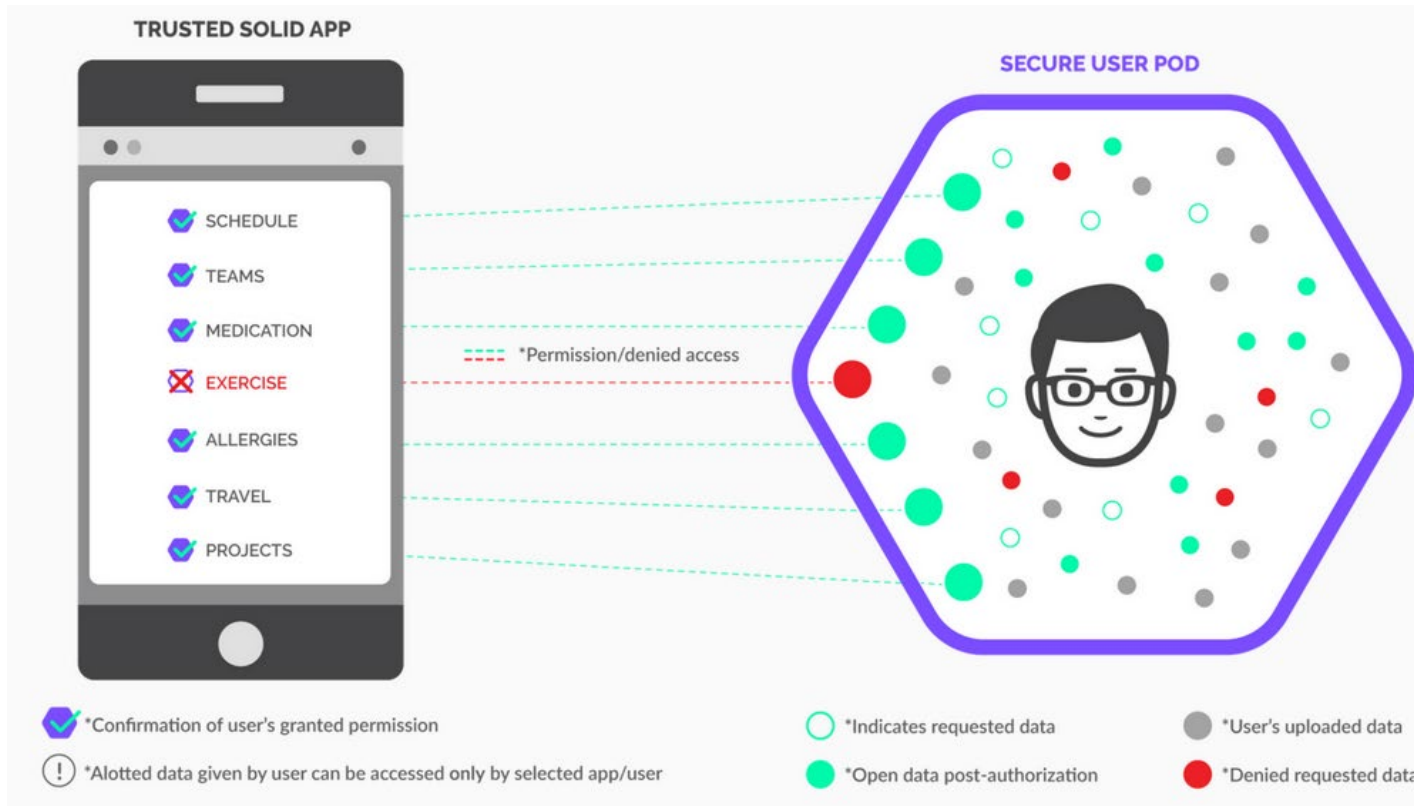 TRUSTED SOLID APP
SECURE USER POD
SCHEDULE
TEAMS
MEDICATION
*Permission/denied access
EXERCISE
ALLERGIES
TRAVEL
PROJECTS
*Confirmation of user's granted permission
*Indicates requested data
*User's uploaded data
! *Alotted data given by user can be accessed only by selected app/user
*Open data post-authorization
*Denied requested data